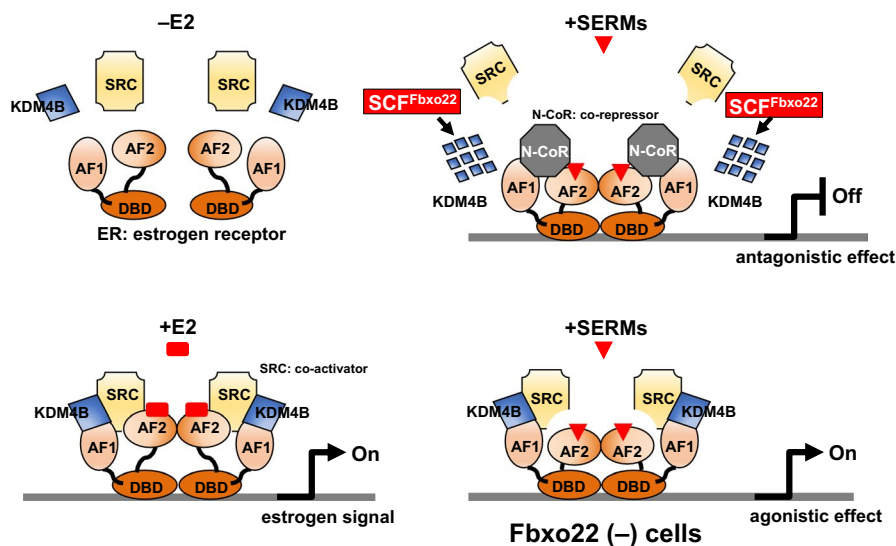 –E2
SRC
SRC
KDM4B
KDM4B
AF1
AF2
AF2
AF1
DBD
DBD
ER: estrogen receptor
+SERMs
SRC
SRC
SCFFbxo22
SCFFbxo22
N-CoR: co-repressor
N-CoR
N-CoR
AF1
AF2
AF2
AF1
KDM4B
KDM4B
DBD
DBD
Off
antagonistic effect
+E2
SRC: co-activator
SRC
SRC
KDM4B
KDM4B
AF1
AF2
AF2
AF1
On
DBD
DBD
estrogen signal
+SERMs
SRC
SRC
KDM4B
KDM4B
AF1
AF2
AF2
AF1
On
DBD
DBD
agonistic effect
Fbxo22 (–) cells